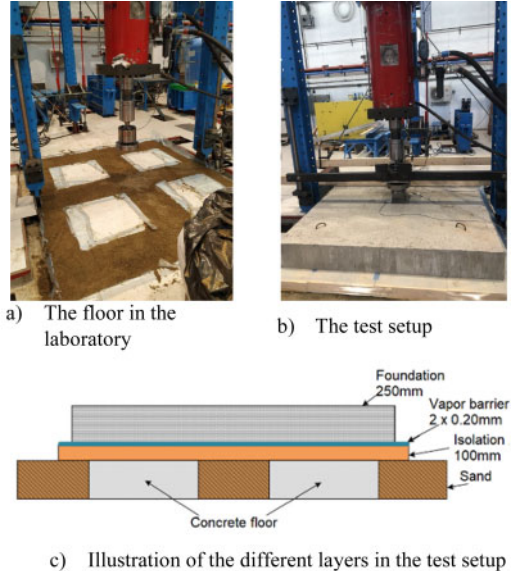 a) The floor in the
laboratory
b) The test setup
Foundation
250mm
Vapor barrier
2 x 0.20mm
Isolation
100mm
Sand
Concrete floor
c) Illustration of the different layers in the test setup